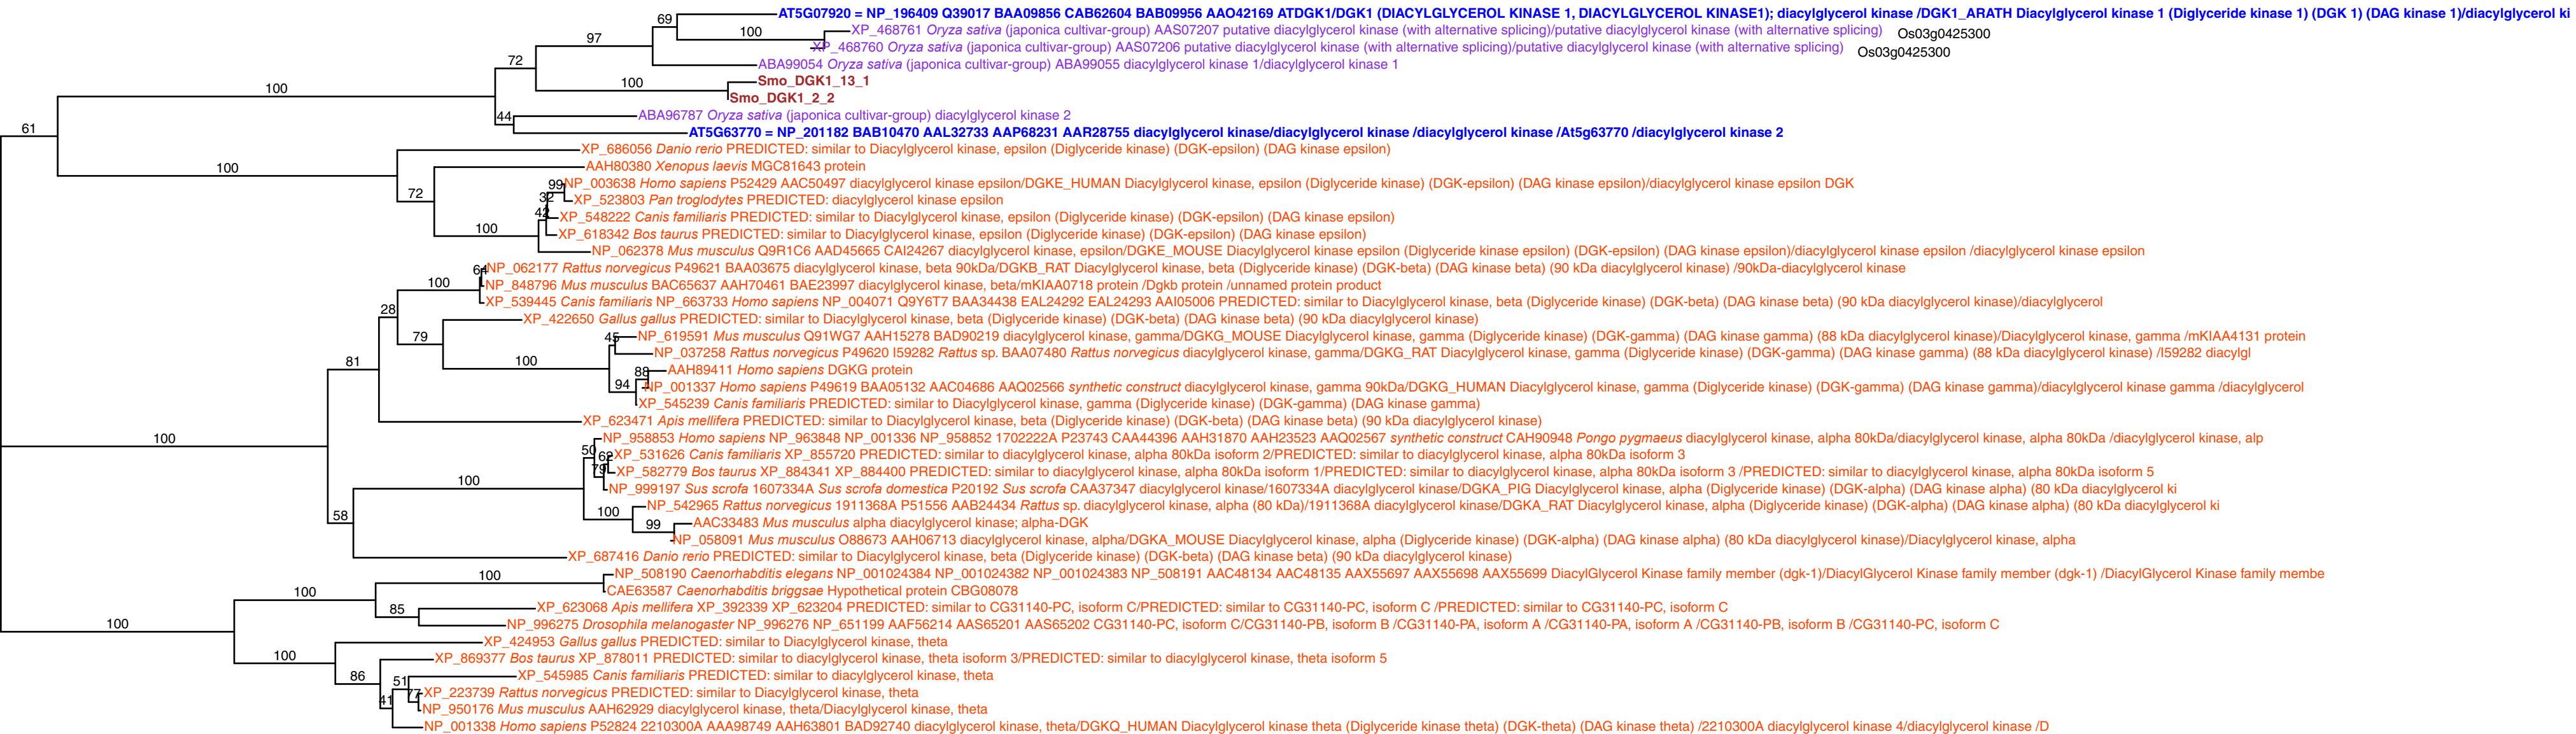 69 AT5G07920 = NP_196409 Q39017 BAA09856 CAB62604 BAB09956 AAO42169 ATDGK1/DGK1 (DIACYLGLYCEROL KINASE 1, DIACYLGLYCEROL KINASE1); diacylglycerol kinase /DGK1_ARATH Diacylglycerol kinase 1 (Diglyceride kinase 1) (DGK 1) (DAG kinase 1)/diacylglycerol ki
100 XP_468761 Oryza sativa (japonica cultivar-group) AAS07207 putative diacylglycerol kinase (with alternative splicing)/putative diacylglycerol kinase (with alternative splicing) Os03g0425300
97 XP_468760 Oryza sativa (japonica cultivar-group) AAS07206 putative diacylglycerol kinase (with alternative splicing)/putative diacylglycerol kinase (with alternative splicing) Os03g0425300
72 ABA99054 Oryza sativa (japonica cultivar-group) ABA99055 diacylglycerol kinase 1/diacylglycerol kinase 1
100 Smo_DGK1_13_1
100 Smo_DGK1_2_2
44 ABA96787 Oryza sativa (japonica cultivar-group) diacylglycerol kinase 2
61 AT5G63770 = NP_201182 BAB10470 AAL32733 AAP68231 AAR28755 diacylglycerol kinase/diacylglycerol kinase /diacylglycerol kinase /At5g63770 /diacylglycerol kinase 2
XP_686056 Danio rerio PREDICTED: similar to Diacylglycerol kinase, epsilon (Diglyceride kinase) (DGK-epsilon) (DAG kinase epsilon)
100 AAH80380 Xenopus laevis MGC81643 protein
99 NP_003638 Homo sapiens P52429 AAC50497 diacylglycerol kinase epsilon/DGKE_HUMAN Diacylglycerol kinase, epsilon (Diglyceride kinase) (DGK-epsilon) (DAG kinase epsilon)/diacylglycerol kinase epsilon DGK
72 32 XP_523803 Pan troglodytes PREDICTED: diacylglycerol kinase epsilon
42 XP_548222 Canis familiaris PREDICTED: similar to Diacylglycerol kinase, epsilon (Diglyceride kinase) (DGK-epsilon) (DAG kinase epsilon)
100 XP_618342 Bos taurus PREDICTED: similar to Diacylglycerol kinase, epsilon (Diglyceride kinase) (DGK-epsilon) (DAG kinase epsilon)
NP_062378 Mus musculus Q9R1C6 AAD45665 CAI24267 diacylglycerol kinase, epsilon/DGKE_MOUSE Diacylglycerol kinase epsilon (Diglyceride kinase epsilon) (DGK-epsilon) (DAG kinase epsilon)/diacylglycerol kinase epsilon /diacylglycerol kinase epsilon
64 NP_062177 Rattus norvegicus P49621 BAA03675 diacylglycerol kinase, beta 90kDa/DGKB_RAT Diacylglycerol kinase, beta (Diglyceride kinase) (DGK-beta) (DAG kinase beta) (90 kDa diacylglycerol kinase) /90kDa-diacylglycerol kinase
100 NP_848796 Mus musculus BAC65637 AAH70461 BAE23997 diacylglycerol kinase, beta/mKIAA0718 protein /Dgkb protein /unnamed protein product
28 XP_539445 Canis familiaris NP_663733 Homo sapiens NP_004071 Q9Y6T7 BAA34438 EAL24292 EAL24293 AAI05006 PREDICTED: similar to Diacylglycerol kinase, beta (Diglyceride kinase) (DGK-beta) (DAG kinase beta) (90 kDa diacylglycerol kinase)/diacylglycerol
XP_422650 Gallus gallus PREDICTED: similar to Diacylglycerol kinase, beta (Diglyceride kinase) (DGK-beta) (DAG kinase beta) (90 kDa diacylglycerol kinase)
79 45 NP_619591 Mus musculus Q91WG7 AAH15278 BAD90219 diacylglycerol kinase, gamma/DGKG_MOUSE Diacylglycerol kinase, gamma (Diglyceride kinase) (DGK-gamma) (DAG kinase gamma) (88 kDa diacylglycerol kinase)/Diacylglycerol kinase, gamma /mKIAA4131 protein
81 100 NP_037258 Rattus norvegicus P49620 I59282 Rattus sp. BAA07480 Rattus norvegicus diacylglycerol kinase, gamma/DGKG_RAT Diacylglycerol kinase, gamma (Diglyceride kinase) (DGK-gamma) (DAG kinase gamma) (88 kDa diacylglycerol kinase) /I59282 diacylgl
88 AAH89411 Homo sapiens DGKG protein
94 NP_001337 Homo sapiens P49619 BAA05132 AAC04686 AAQ02566 synthetic construct diacylglycerol kinase, gamma 90kDa/DGKG_HUMAN Diacylglycerol kinase, gamma (Diglyceride kinase) (DGK-gamma) (DAG kinase gamma)/diacylglycerol kinase gamma /diacylglycerol
XP_545239 Canis familiaris PREDICTED: similar to Diacylglycerol kinase, gamma (Diglyceride kinase) (DGK-gamma) (DAG kinase gamma)
XP_623471 Apis mellifera PREDICTED: similar to Diacylglycerol kinase, beta (Diglyceride kinase) (DGK-beta) (DAG kinase beta) (90 kDa diacylglycerol kinase)
100 NP_958853 Homo sapiens NP_963848 NP_001336 NP_958852 1702222A P23743 CAA44396 AAH31870 AAH23523 AAQ02567 synthetic construct CAH90948 Pongo pygmaeus diacylglycerol kinase, alpha 80kDa/diacylglycerol kinase, alpha 80kDa /diacylglycerol kinase, alp
50 62 XP_531626 Canis familiaris XP_855720 PREDICTED: similar to diacylglycerol kinase, alpha 80kDa isoform 2/PREDICTED: similar to diacylglycerol kinase, alpha 80kDa isoform 3
79 XP_582779 Bos taurus XP_884341 XP_884400 PREDICTED: similar to diacylglycerol kinase, alpha 80kDa isoform 1/PREDICTED: similar to diacylglycerol kinase, alpha 80kDa isoform 3 /PREDICTED: similar to diacylglycerol kinase, alpha 80kDa isoform 5
100 NP_999197 Sus scrofa 1607334A Sus scrofa domestica P20192 Sus scrofa CAA37347 diacylglycerol kinase/1607334A diacylglycerol kinase/DGKA_PIG Diacylglycerol kinase, alpha (Diglyceride kinase) (DGK-alpha) (DAG kinase alpha) (80 kDa diacylglycerol ki
58 100 NP_542965 Rattus norvegicus 1911368A P51556 AAB24434 Rattus sp. diacylglycerol kinase, alpha (80 kDa)/1911368A diacylglycerol kinase/DGKA_RAT Diacylglycerol kinase, alpha (Diglyceride kinase) (DGK-alpha) (DAG kinase alpha) (80 kDa diacylglycerol ki
99 AAC33483 Mus musculus alpha diacylglycerol kinase; alpha-DGK
NP_058091 Mus musculus O88673 AAH06713 diacylglycerol kinase, alpha/DGKA_MOUSE Diacylglycerol kinase, alpha (Diglyceride kinase) (DGK-alpha) (DAG kinase alpha) (80 kDa diacylglycerol kinase)/Diacylglycerol kinase, alpha
XP_687416 Danio rerio PREDICTED: similar to Diacylglycerol kinase, beta (Diglyceride kinase) (DGK-beta) (DAG kinase beta) (90 kDa diacylglycerol kinase)
100 NP_508190 Caenorhabditis elegans NP_001024384 NP_001024382 NP_001024383 NP_508191 AAC48134 AAC48135 AAX55697 AAX55698 AAX55699 DiacylGlycerol Kinase family member (dgk-1)/DiacylGlycerol Kinase family member (dgk-1) /DiacylGlycerol Kinase family membe
100 CAE63587 Caenorhabditis briggsae Hypothetical protein CBG08078
85 XP_623068 Apis mellifera XP_392339 XP_623204 PREDICTED: similar to CG31140-PC, isoform C/PREDICTED: similar to CG31140-PC, isoform C /PREDICTED: similar to CG31140-PC, isoform C
100 NP_996275 Drosophila melanogaster NP_996276 NP_651199 AAF56214 AAS65201 AAS65202 CG31140-PC, isoform C/CG31140-PB, isoform B /CG31140-PA, isoform A /CG31140-PA, isoform A /CG31140-PB, isoform B /CG31140-PC, isoform C
XP_424953 Gallus gallus PREDICTED: similar to Diacylglycerol kinase, theta
100 XP_869377 Bos taurus XP_878011 PREDICTED: similar to diacylglycerol kinase, theta isoform 3/PREDICTED: similar to diacylglycerol kinase, theta isoform 5
86 51 XP_545985 Canis familiaris PREDICTED: similar to diacylglycerol kinase, theta
77 XP_223739 Rattus norvegicus PREDICTED: similar to Diacylglycerol kinase, theta
41 NP_950176 Mus musculus AAH62929 diacylglycerol kinase, theta/Diacylglycerol kinase, theta
NP_001338 Homo sapiens P52824 2210300A AAA98749 AAH63801 BAD92740 diacylglycerol kinase, theta/DGKQ_HUMAN Diacylglycerol kinase theta (Diglyceride kinase theta) (DGK-theta) (DAG kinase theta) /2210300A diacylglycerol kinase 4/diacylglycerol kinase /D